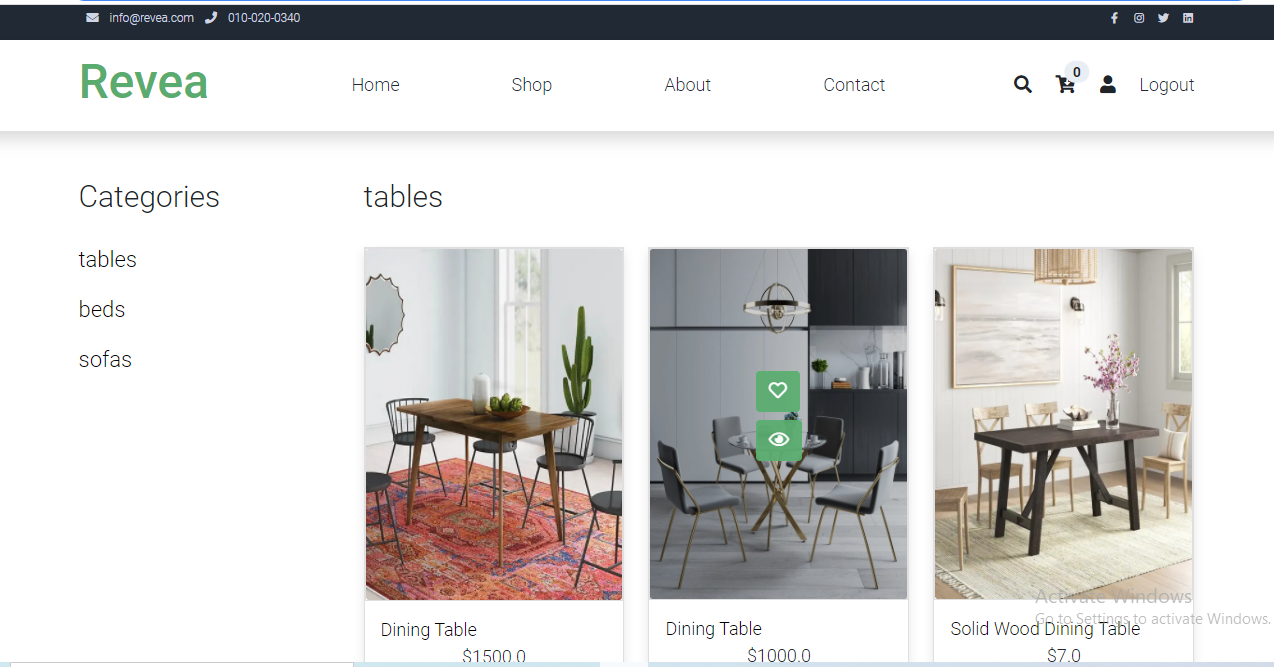 info@revea.com 010-020-0340
Revea
Home Shop About Contact 0 Logout
Categories
tables
beds
sofas
tables
Dining Table
$1500.0
Dining Table
$1000.0
Solid Wood Dining Table
$7.0
Activate Windows
Go to Settings to activate Windows.